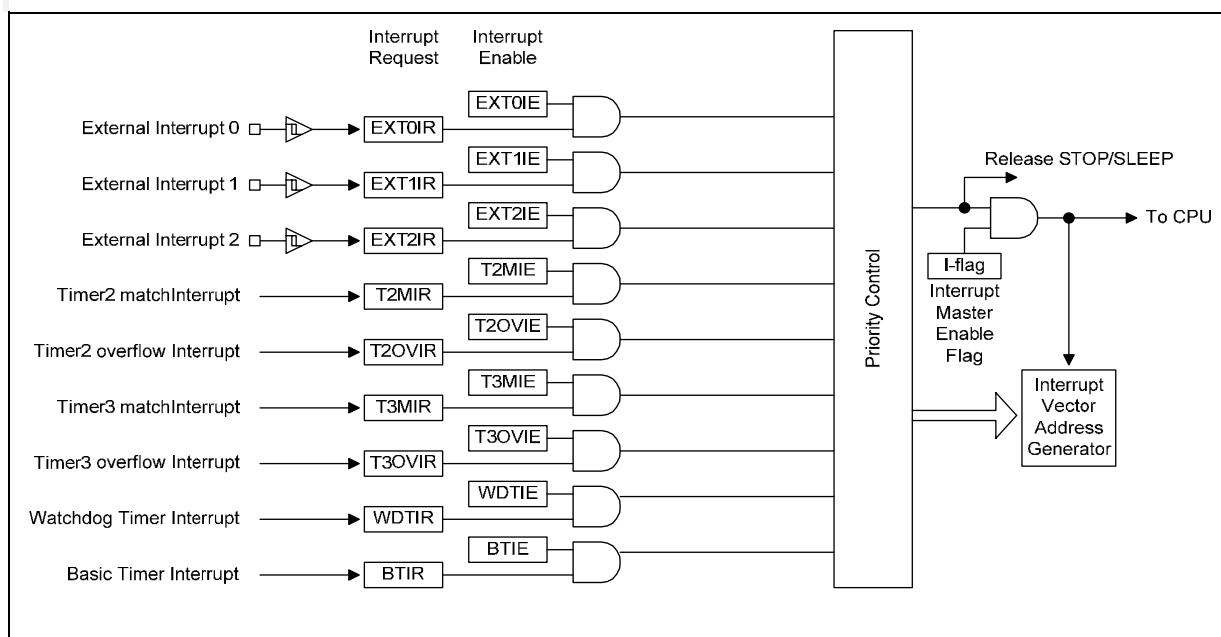 Interrupt
Request
Interrupt
Enable
EXT0IE
External Interrupt 0
EXT0IR
EXT1IE
External Interrupt 1
EXT1IR
EXT2IE
External Interrupt 2
EXT2IR
T2MIE
Timer2 matchInterrupt
T2MIR
T2OVIE
Timer2 overflow Interrupt
T2OVIR
T3MIE
Timer3 matchInterrupt
T3MIR
T3OVIE
Timer3 overflow Interrupt
T3OVIR
WDTIE
Watchdog Timer Interrupt
WDTIR
BTIE
Basic Timer Interrupt
BTIR
Priority Control
Release STOP/SLEEP
To CPU
I-flag
Interrupt
Master
Enable
Flag
Interrupt
Vector
Address
Generator